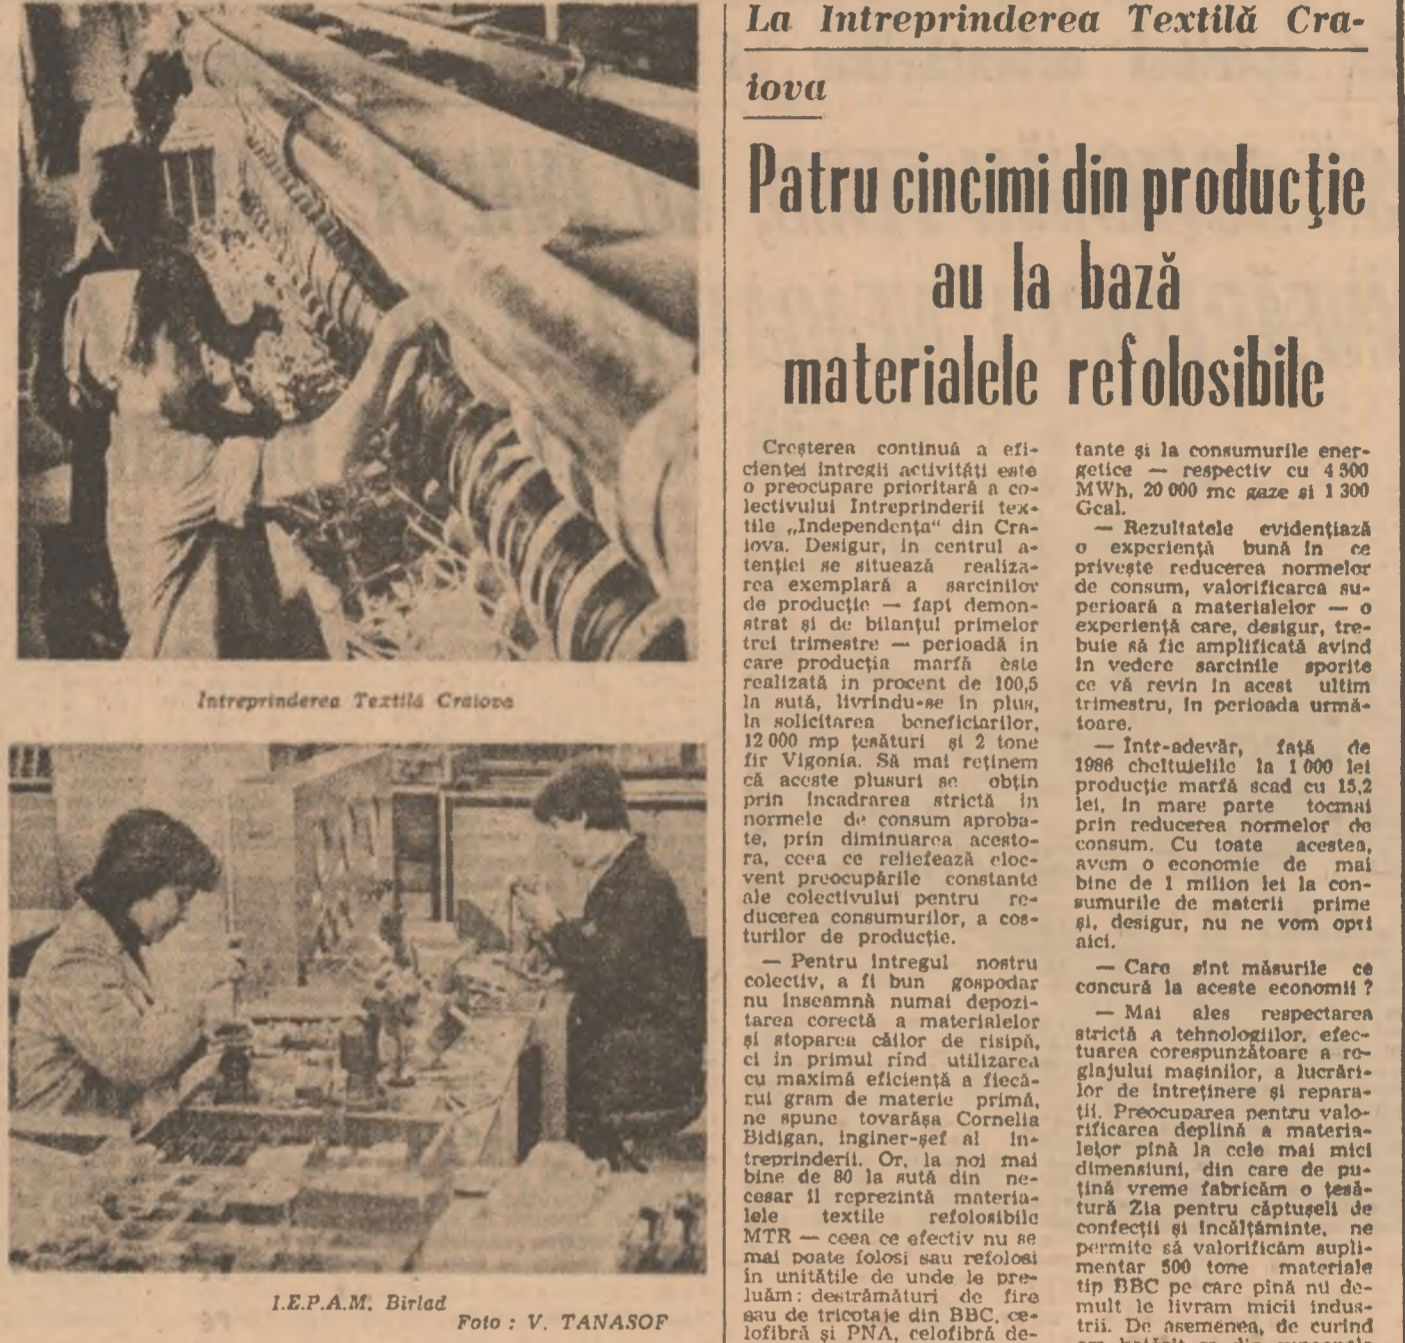 Intreprinderea Textilă Craiova
I.E.P.A.M. Birlad
Foto : V. TANASOF
La Intreprinderea Textilă Cra-
iova
Patru cincimi din producţie
au la bază
materialele refolosibile
Creşterea continuă a efi-
cienţei intregii activităţi este
o preocupare prioritară a co-
lectivului Intreprinderii tex-
tile „Independenţa“ din Cra-
iova. Desigur, in centrul a-
tenţiei se situează realiza-
rea exemplară a sarcinilor
de producţie — fapt demon-
strat şi de bilanţul primelor
trei trimestre — perioadă in
care producţia marfă este
realizată in procent de 100,5
la sută, livrindu-se in plus,
la solicitarea beneficiarilor,
12 000 mp ţesături şi 2 tone
fir Vigonia. Să mai reţinem
că aceste plusuri se obţin
prin incadrarea strictă in
normele de consum aproba-
te, prin diminuarea acesto-
ra, ceea ce reliefează eloc-
vent preocupările constante
ale colectivului pentru re-
ducerea consumurilor, a cos-
turilor de producţie.
— Pentru intregul nostru
colectiv, a fi bun gospodar
nu inseamnă numai depozi-
tarea corectă a materialelor
şi stoparea căilor de risipă,
ci in primul rind utilizarea
cu maximă eficienţă a fiecă-
rui gram de materie primă,
ne spune tovarăşa Cornelia
Bidigan, inginer-şef al in-
treprinderii. Or, la noi mai
bine de 80 la sută din ne-
cesar il reprezintă materia-
lele textile refolosibile
MTR — ceea ce efectiv nu se
mai poate folosi sau refolosi
in unităţile de unde le pre-
luăm: destrămături de fire
sau de tricotaje din BBC, ce-
lofibră şi PNA, celofibră de-
tante şi la consumurile ener-
getice — respectiv cu 4 500
MWh, 20 000 mc gaze si 1 300
Gcal.
— Rezultatele evidenţiază
o experienţă bună in ce
priveşte reducerea normelor
de consum, valorificarea su-
perioară a materialelor — o
experienţă care, desigur, tre-
buie să fie amplificată avind
in vedere sarcinile sporite
ce vă revin in acest ultim
trimestru, in perioada urmă-
toare.
— Intr-adevăr, faţă de
1986 cheltuielile la 1 000 lei
producţie marfă scad cu 15,2
lei, in mare parte tocmai
prin reducerea normelor de
consum. Cu toate acestea,
avem o economie de mai
bine de 1 milion lei la con-
sumurile de materii prime
şi, desigur, nu ne vom opri
aici.
— Care sint măsurile ce
concură la aceste economii ?
— Mai ales respectarea
strictă a tehnologiilor, efec-
tuarea corespunzătoare a re-
glajului maşinilor, a lucrări-
lor de intreţinere şi repara-
ţii. Preocuparea pentru valo-
rificarea deplină a materia-
lelor pină la cele mai mici
dimensiuni, din care de pu-
ţină vreme fabricăm o ţesă-
tură Zia pentru căptuşeli de
confecţii şi incălţăminte, ne
permite să valorificăm supli-
mentar 500 tone materiale
tip BBC pe care pină nu de-
mult le livram micii indus-
trii. De asemenea, de curind